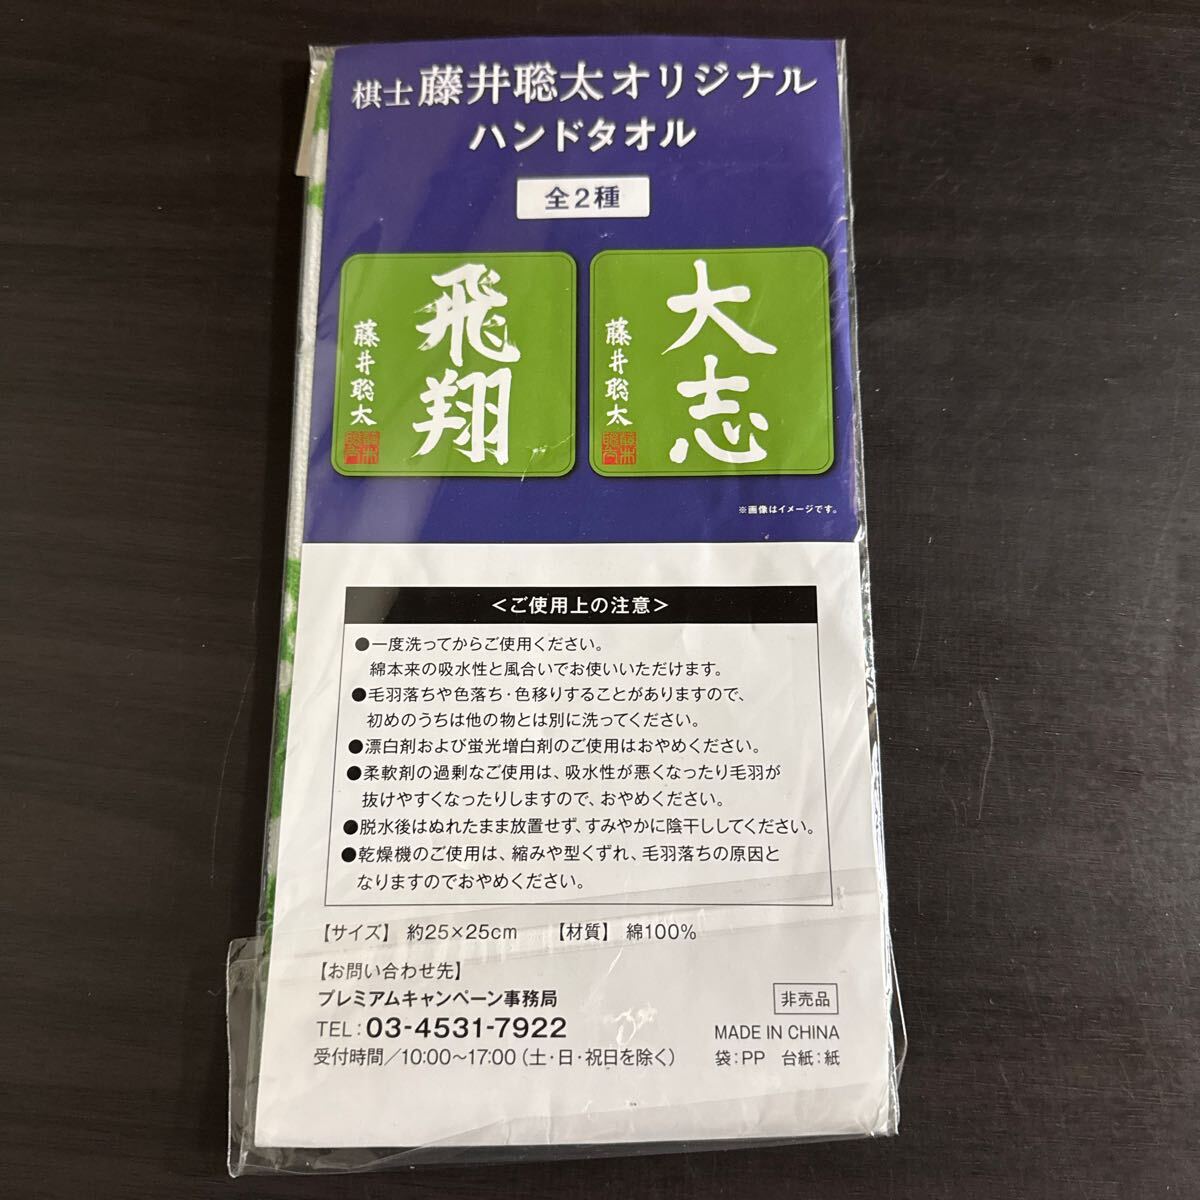 棋士 藤井聡太オリジナル
ハンドタオル
全2種
飛翔
藤井聡太
大志
藤井聡太
※画像はイメージです。
＜ご使用上の注意＞
●一度洗ってからご使用ください。
綿本来の吸水性と風合いでお使いいただけます。
●毛羽落ちや色落ち・色移りすることがありますので、
初めのうちは他の物とは別に洗ってください。
●漂白剤および蛍光増白剤のご使用はおやめください。
●柔軟剤の過剰なご使用は、吸水性が悪くなったり毛羽が
抜けやすくなったりしますので、おやめください。
●脱水後はぬれたまま放置せず、すみやかに陰干ししてください。
●乾燥機のご使用は、縮みや型くずれ、毛羽落ちの原因と
なりますのでおやめください。
【サイズ】 約25×25cm 【材質】 綿100%
【お問い合わせ先】
プレミアムキャンペーン事務局
TEL:03-4531-7922
受付時間／10:00〜17:00（土・日・祝日を除く）
非売品
MADE IN CHINA
袋:PP 台紙:紙